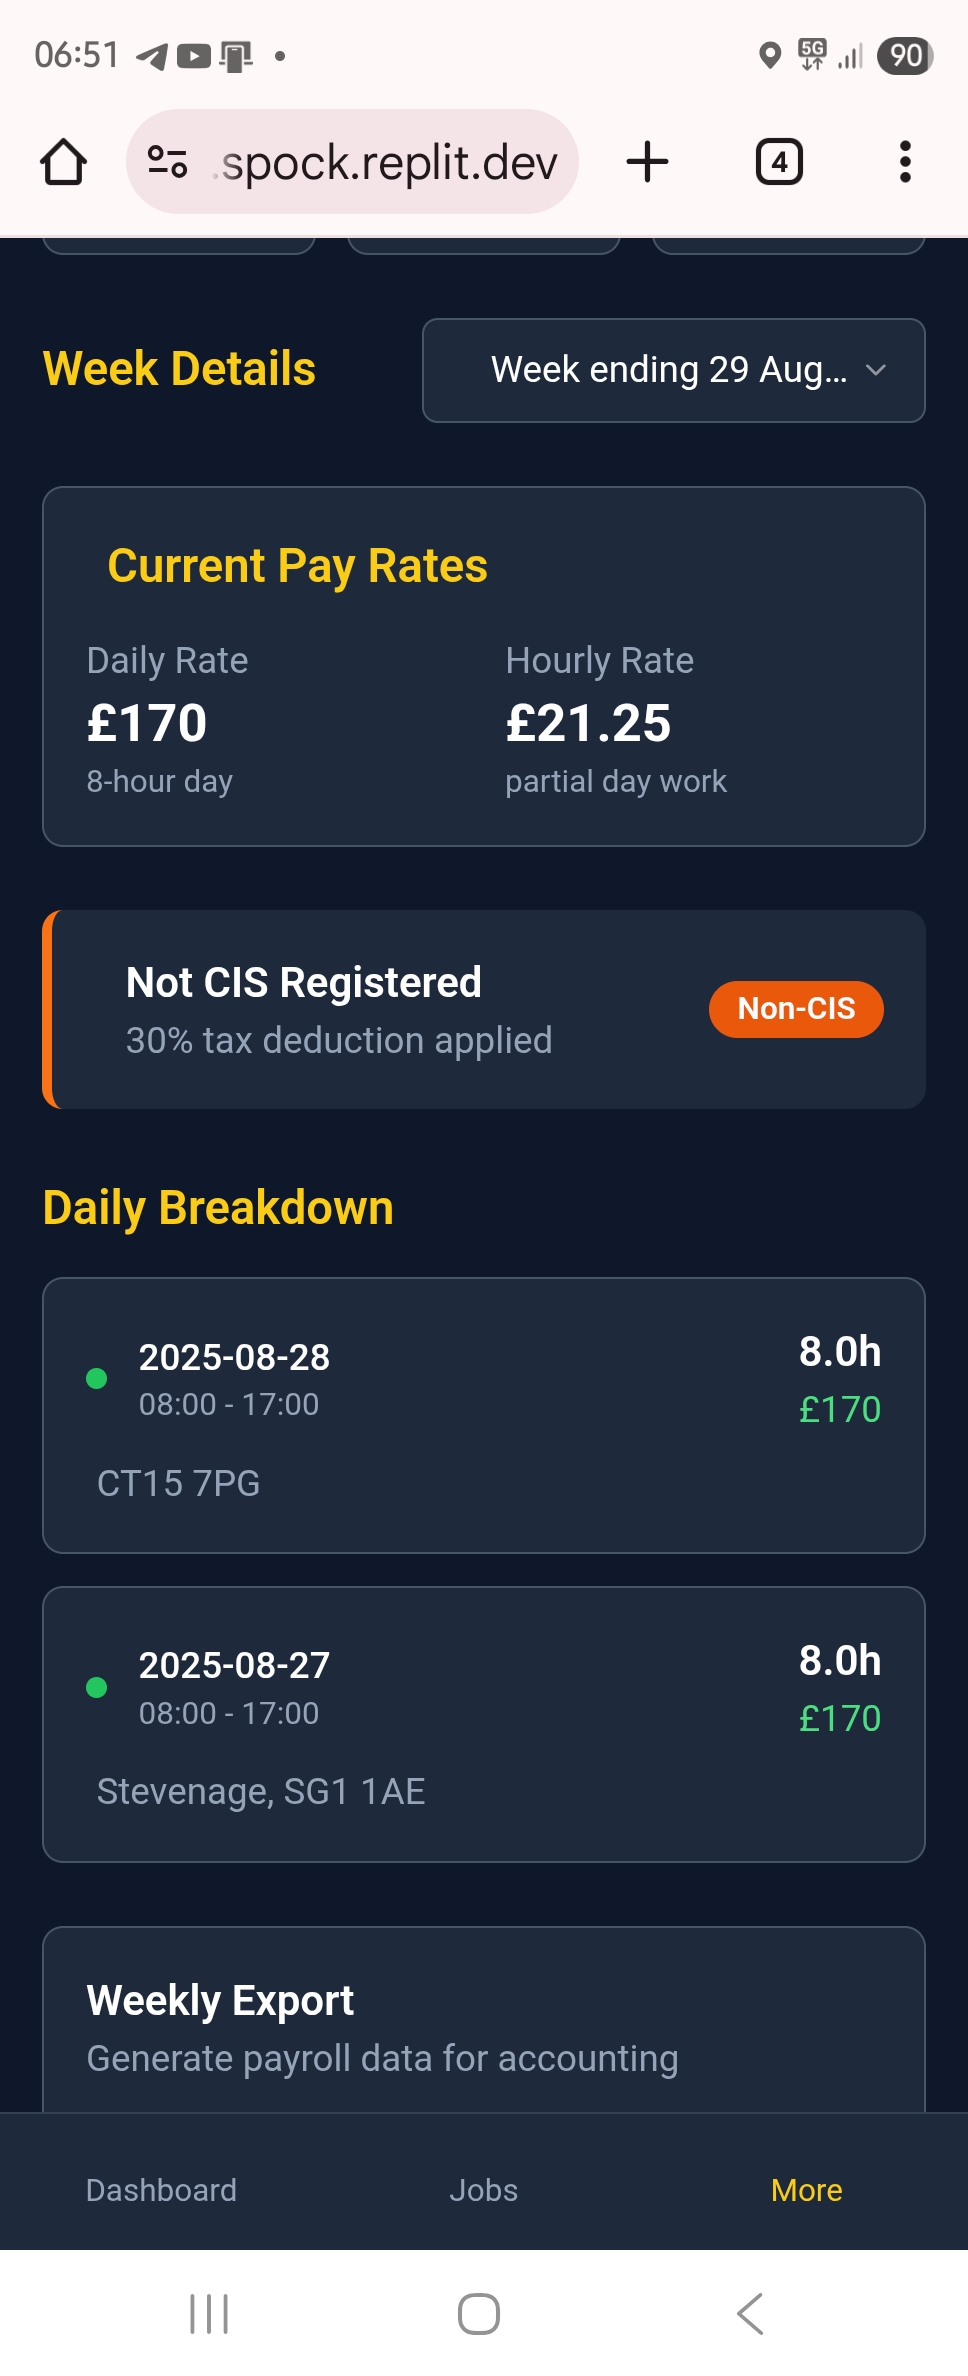 06:51
5G
90
.spock.replit.dev
4
Week Details
Week ending 29 Aug...
Current Pay Rates
Daily Rate
Hourly Rate
£170
£21.25
8-hour day
partial day work
Not CIS Registered
30% tax deduction applied
Non-CIS
Daily Breakdown
2025-08-28
08:00 - 17:00
8.0h
£170
CT15 7PG
2025-08-27
08:00 - 17:00
8.0h
£170
Stevenage, SG1 1AE
Weekly Export
Generate payroll data for accounting
Dashboard
Jobs
More